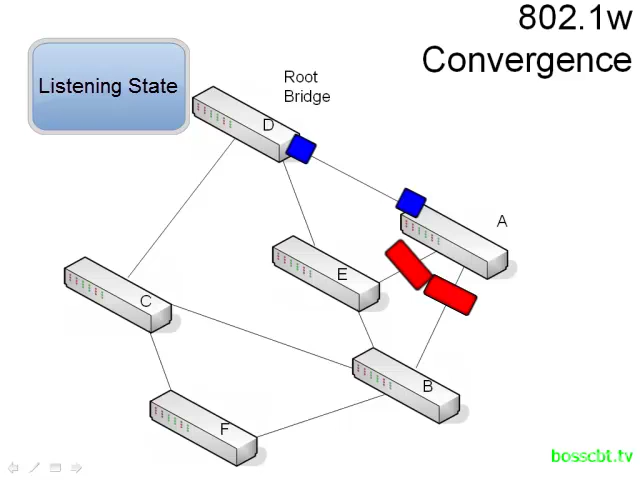 802.1w
Convergence
Listening State
Root
Bridge
D
A
E
C
B
F
bosscbt.tv